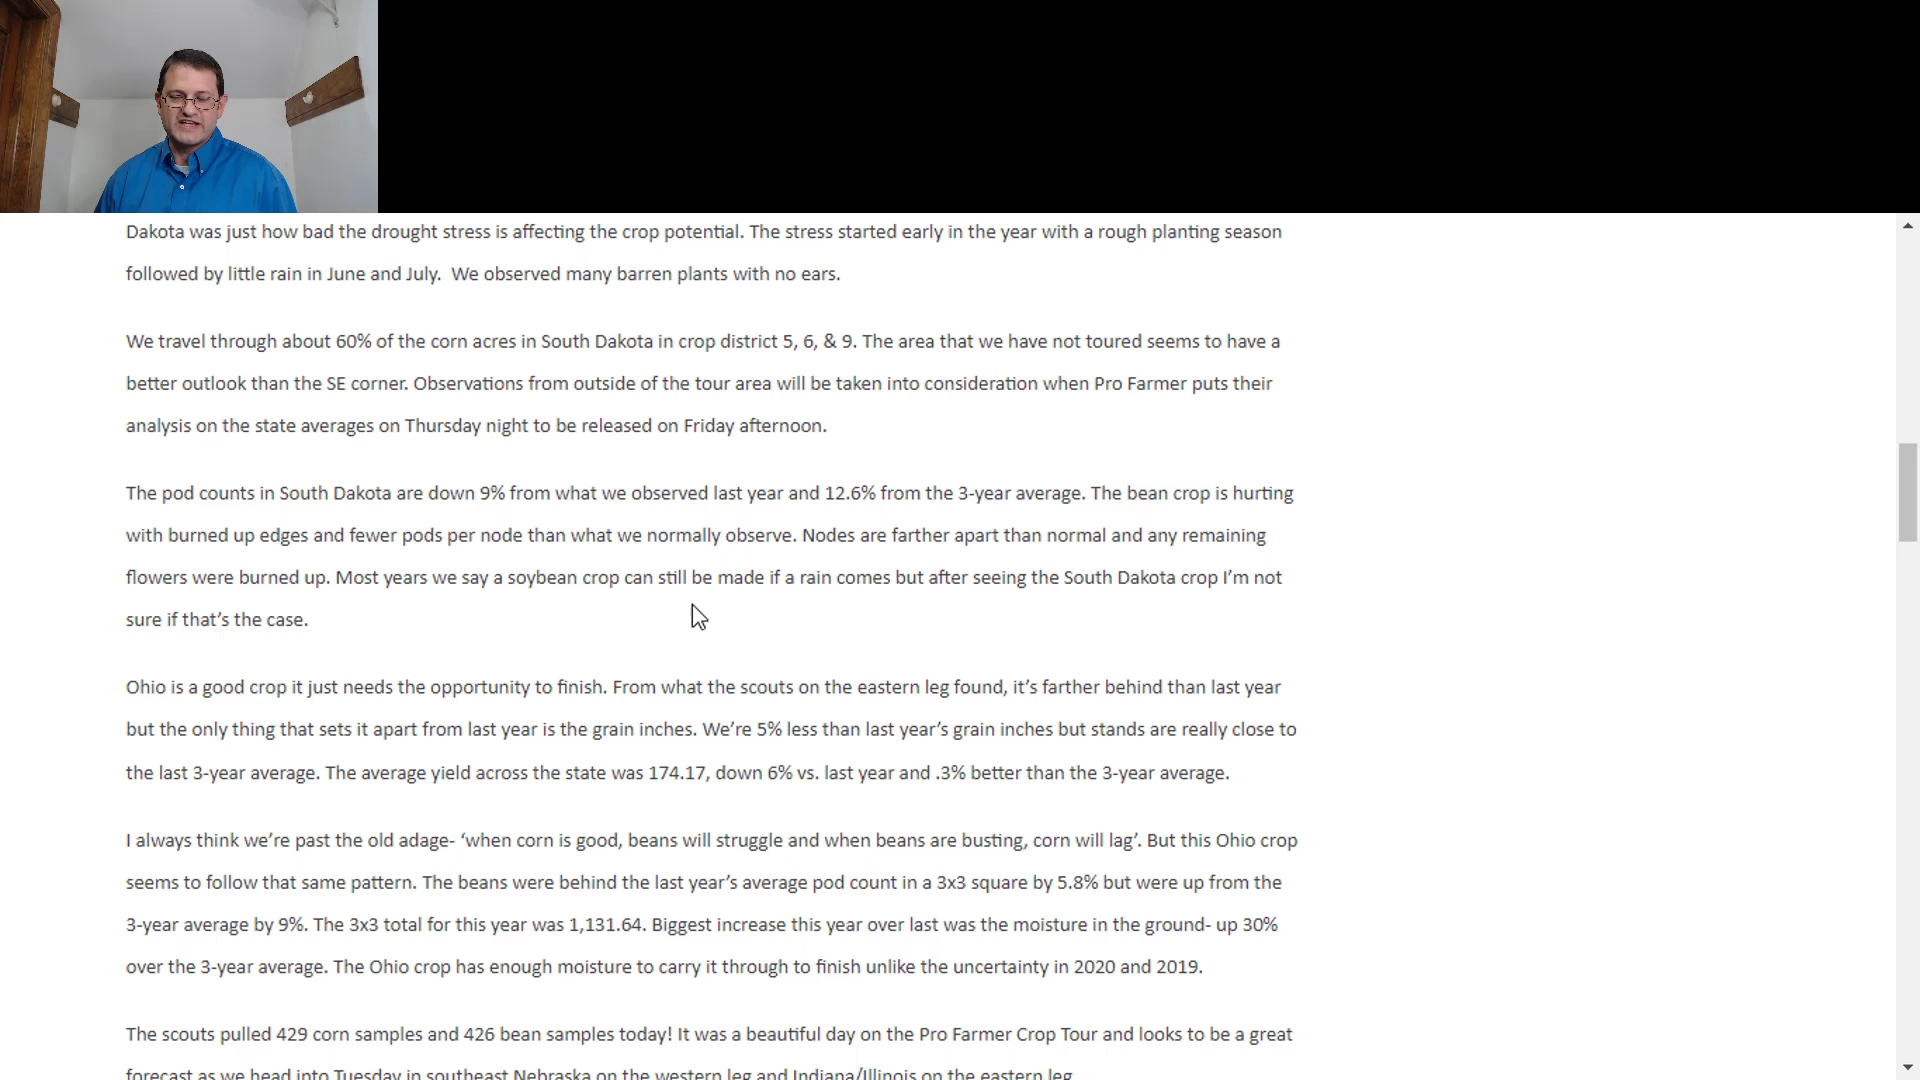 Dakota was just how bad the drought stress is affecting the crop potential. The stress started early in the year with a rough planting season
followed by little rain in June and July.  We observed many barren plants with no ears.
We travel through about 60% of the corn acres in South Dakota in crop district 5, 6, & 9. The area that we have not toured seems to have a
better outlook than the SE corner. Observations from outside of the tour area will be taken into consideration when Pro Farmer puts their
analysis on the state averages on Thursday night to be released on Friday afternoon.
The pod counts in South Dakota are down 9% from what we observed last year and 12.6% from the 3-year average. The bean crop is hurting
with burned up edges and fewer pods per node than what we normally observe. Nodes are farther apart than normal and any remaining
flowers were burned up. Most years we say a soybean crop can still be made if a rain comes but after seeing the South Dakota crop I’m not
sure if that’s the case.
Ohio is a good crop it just needs the opportunity to finish. From what the scouts on the eastern leg found, it’s farther behind than last year
but the only thing that sets it apart from last year is the grain inches. We’re 5% less than last year’s grain inches but stands are really close to
the last 3-year average. The average yield across the state was 174.17, down 6% vs. last year and .3% better than the 3-year average.
I always think we’re past the old adage- ‘when corn is good, beans will struggle and when beans are busting, corn will lag’. But this Ohio crop
seems to follow that same pattern. The beans were behind the last year’s average pod count in a 3x3 square by 5.8% but were up from the
3-year average by 9%. The 3x3 total for this year was 1,131.64. Biggest increase this year over last was the moisture in the ground- up 30%
over the 3-year average. The Ohio crop has enough moisture to carry it through to finish unlike the uncertainty in 2020 and 2019.
The scouts pulled 429 corn samples and 426 bean samples today! It was a beautiful day on the Pro Farmer Crop Tour and looks to be a great
forecast as we head into Tuesday in southeast Nebraska on the western leg and Indiana/Illinois on the eastern leg